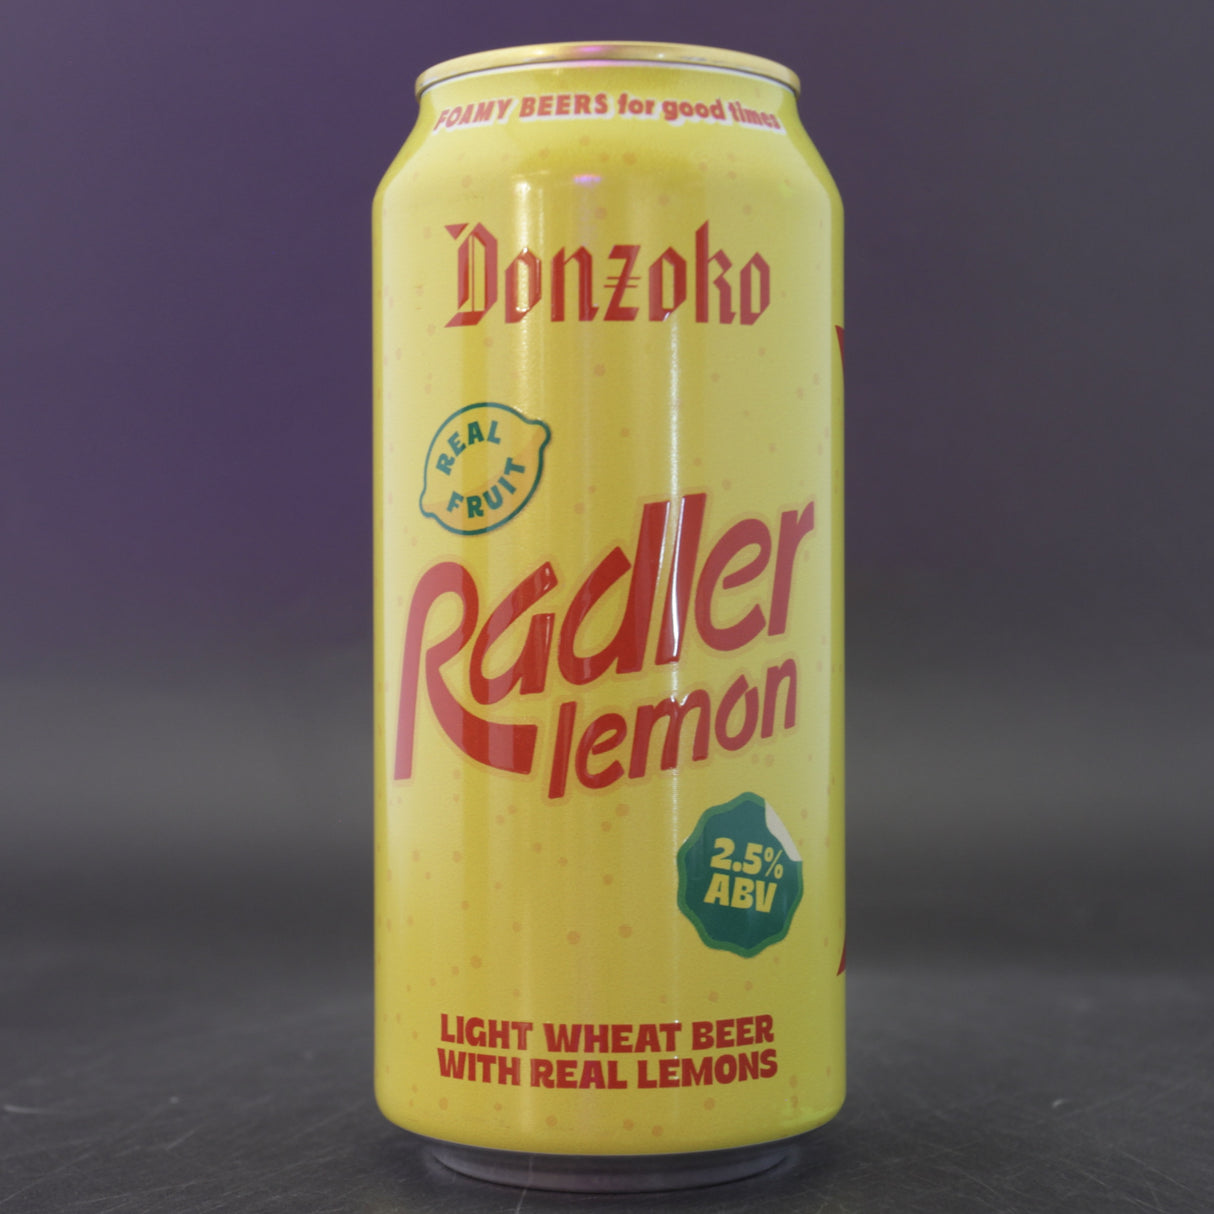 FOAMY BEERS for good times
Donzoko
REAL
FRUIT
Radler
lemon
2.5%
ABV
LIGHT WHEAT BEER
WITH REAL LEMONS